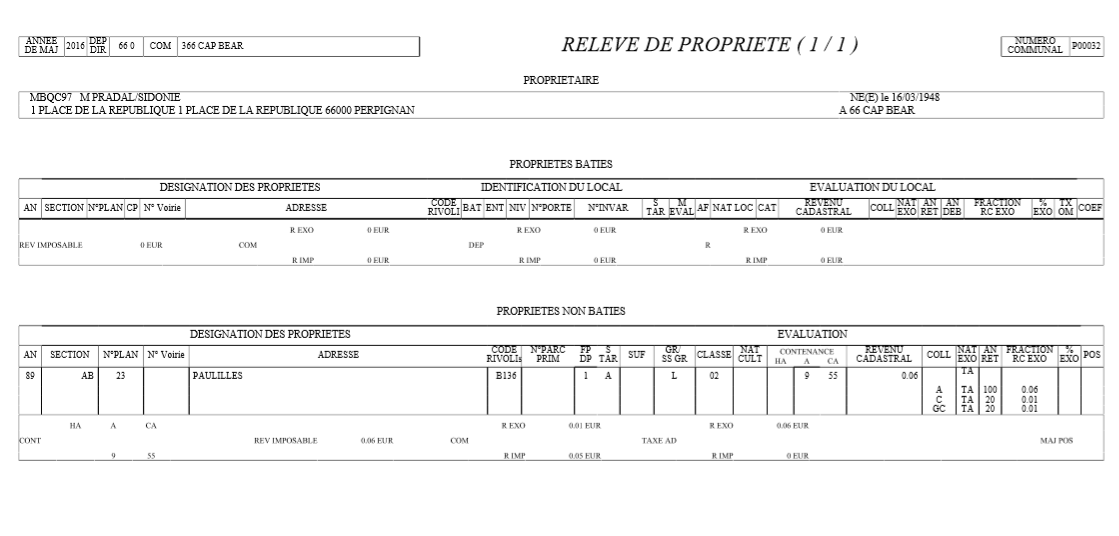 ANNEE DE MAJ 2016 DEP DIR 66 0 COM 366 CAP BEAR RELEVE DE PROPRIETE ( 1 / 1 ) NUMERO COMMUNAL P00032
PROPRIETAIRE
MBQC97 M PRADAL/SIDONIE NE(E) le 16/03/1948
1 PLACE DE LA REPUBLIQUE 1 PLACE DE LA REPUBLIQUE 66000 PERPIGNAN A 66 CAP BEAR
PROPRIETES BATIES
DESIGNATION DES PROPRIETES IDENTIFICATION DU LOCAL EVALUATION DU LOCAL
AN SECTION N°PLAN CP N° Voirie ADRESSE CODE RIVOLI BAT ENT NIV N°PORTE N°INVAR S TAR M EVAL AF NAT LOC CAT REVENU CADASTRAL COLL NAT EXO AN RET AN DEB FRACTION RC EXO % EXO TX OM COEF
R EXO 0 EUR R EXO 0 EUR R EXO 0 EUR
REV IMPOSABLE 0 EUR COM DEP R
R IMP 0 EUR R IMP 0 EUR R IMP 0 EUR
PROPRIETES NON BATIES
DESIGNATION DES PROPRIETES EVALUATION
AN SECTION N°PLAN N° Voirie ADRESSE CODE RIVOLIs N°PARC PRIM FP DP S TAR SUF GR/ SS GR CLASSE NAT CULT CONTENANCE HA A CA REVENU CADASTRAL COLL NAT EXO AN RET FRACTION RC EXO % EXO POS
89 AB 23 PAULILLES B136 1 A L 02 9 55 0.06 TA
A TA 100 0.06
C TA 20 0.01
GC TA 20 0.01
HA A CA R EXO 0.01 EUR R EXO 0.06 EUR
CONT REV IMPOSABLE 0.06 EUR COM TAXE AD MAJ POS
9 55 R IMP 0.05 EUR R IMP 0 EUR